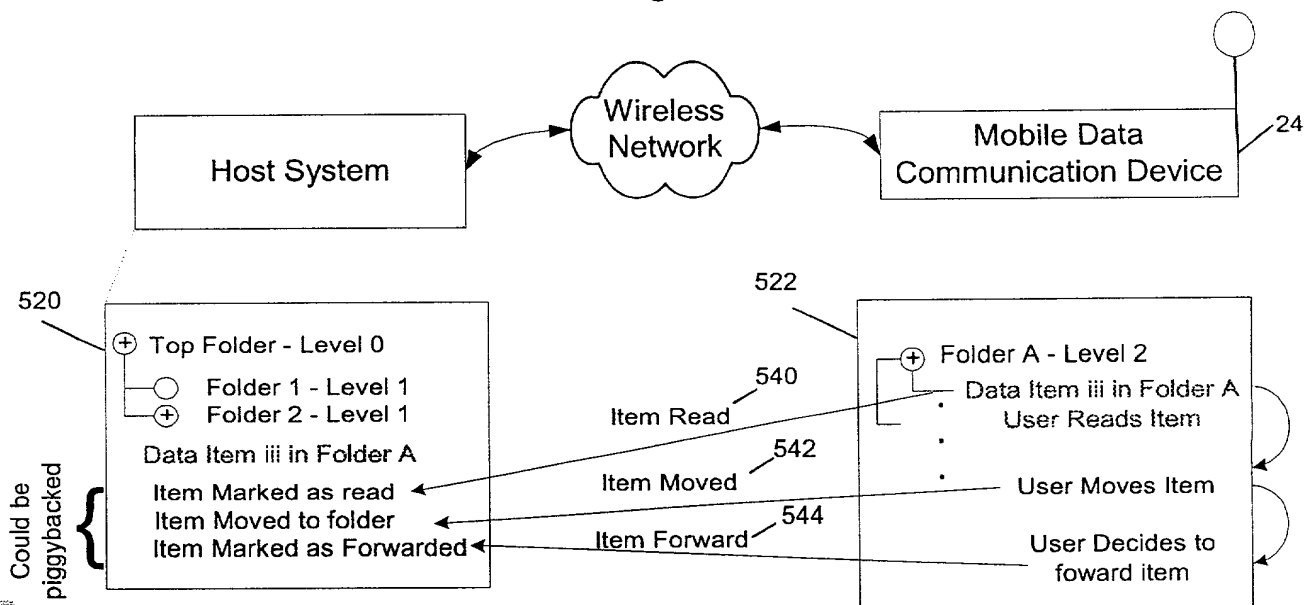 Wireless
Network
Host System
Mobile Data
Communication Device
24
520
Top Folder - Level 0
Folder 1 - Level 1
Folder 2 - Level 1
Data Item iii in Folder A
Item Marked as read
Item Moved to folder
Item Marked as Forwarded
Could be
piggybacked
Item Read
540
Item Moved
542
Item Forward
544
522
Folder A - Level 2
Data Item iii in Folder A
User Reads Item
User Moves Item
User Decides to
foward item